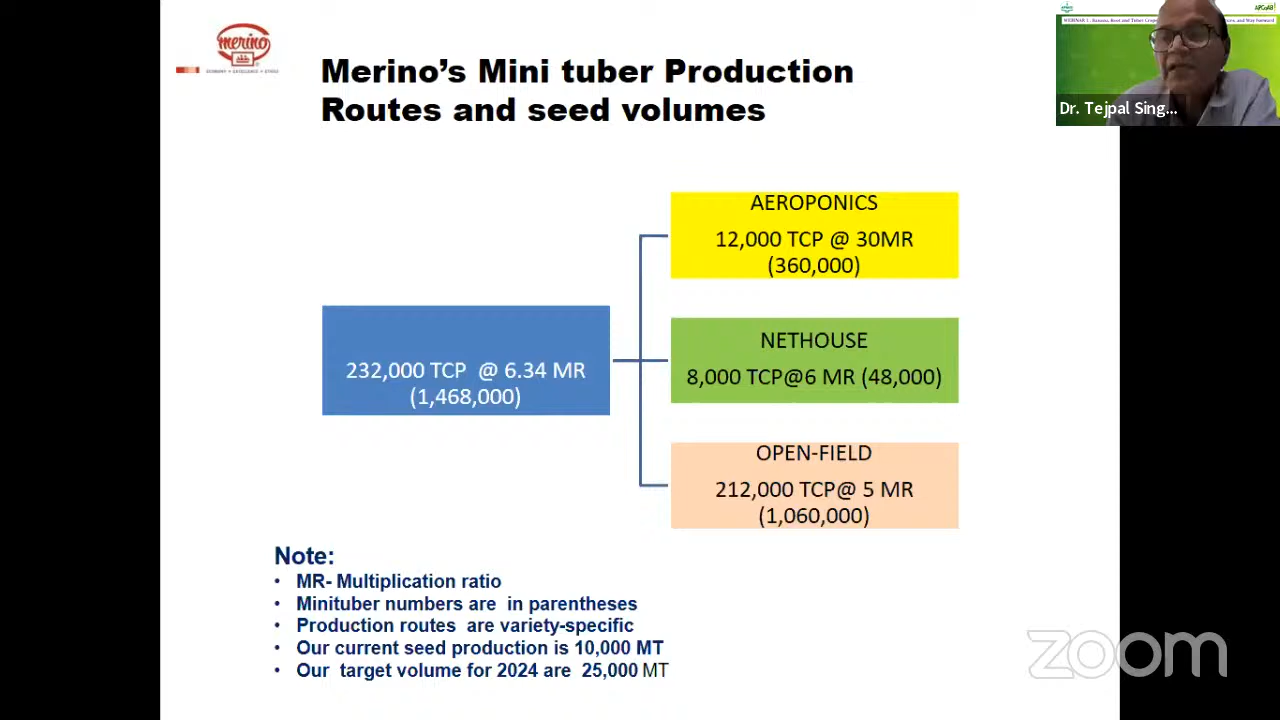 merino
ECONOMY • EXCELLENCE • ETHICS
Merino’s Mini tuber Production
Routes and seed volumes
Dr. Tejpal Sing...
AEROPONICS
12,000 TCP @ 30MR
(360,000)
232,000 TCP @ 6.34 MR
(1,468,000)
NETHOUSE
8,000 TCP@6 MR (48,000)
OPEN-FIELD
212,000 TCP@ 5 MR
(1,060,000)
Note:
• MR- Multiplication ratio
• Minituber numbers are in parentheses
• Production routes are variety-specific
• Our current seed production is 10,000 MT
• Our target volume for 2024 are 25,000 MT
zoom